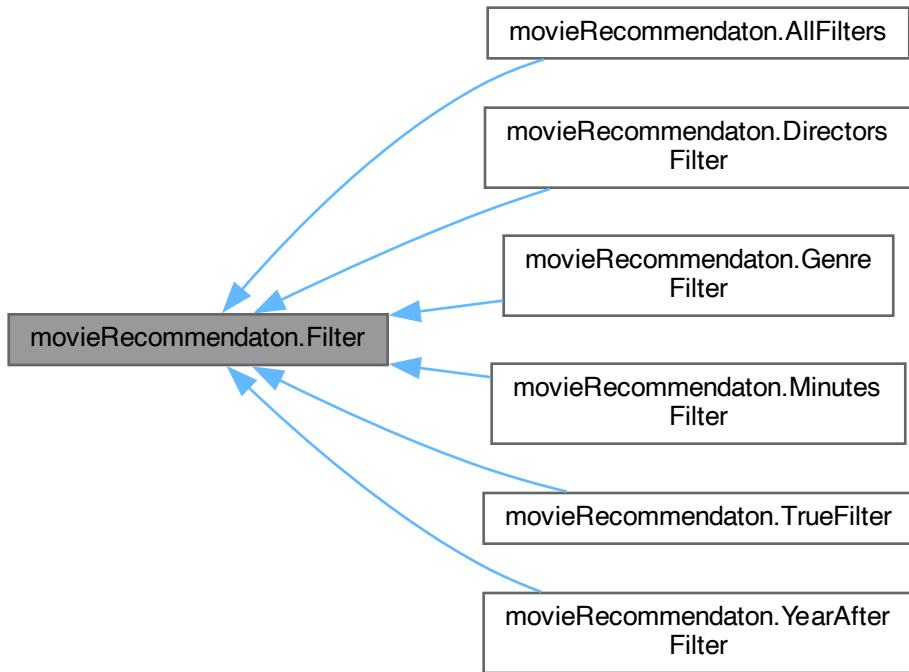 movieRecommendaton.AllFilters
movieRecommendaton.Directors
Filter
movieRecommendaton.Genre
Filter
movieRecommendaton.Filter
movieRecommendaton.Minutes
Filter
movieRecommendaton.TrueFilter
movieRecommendaton.YearAfter
Filter